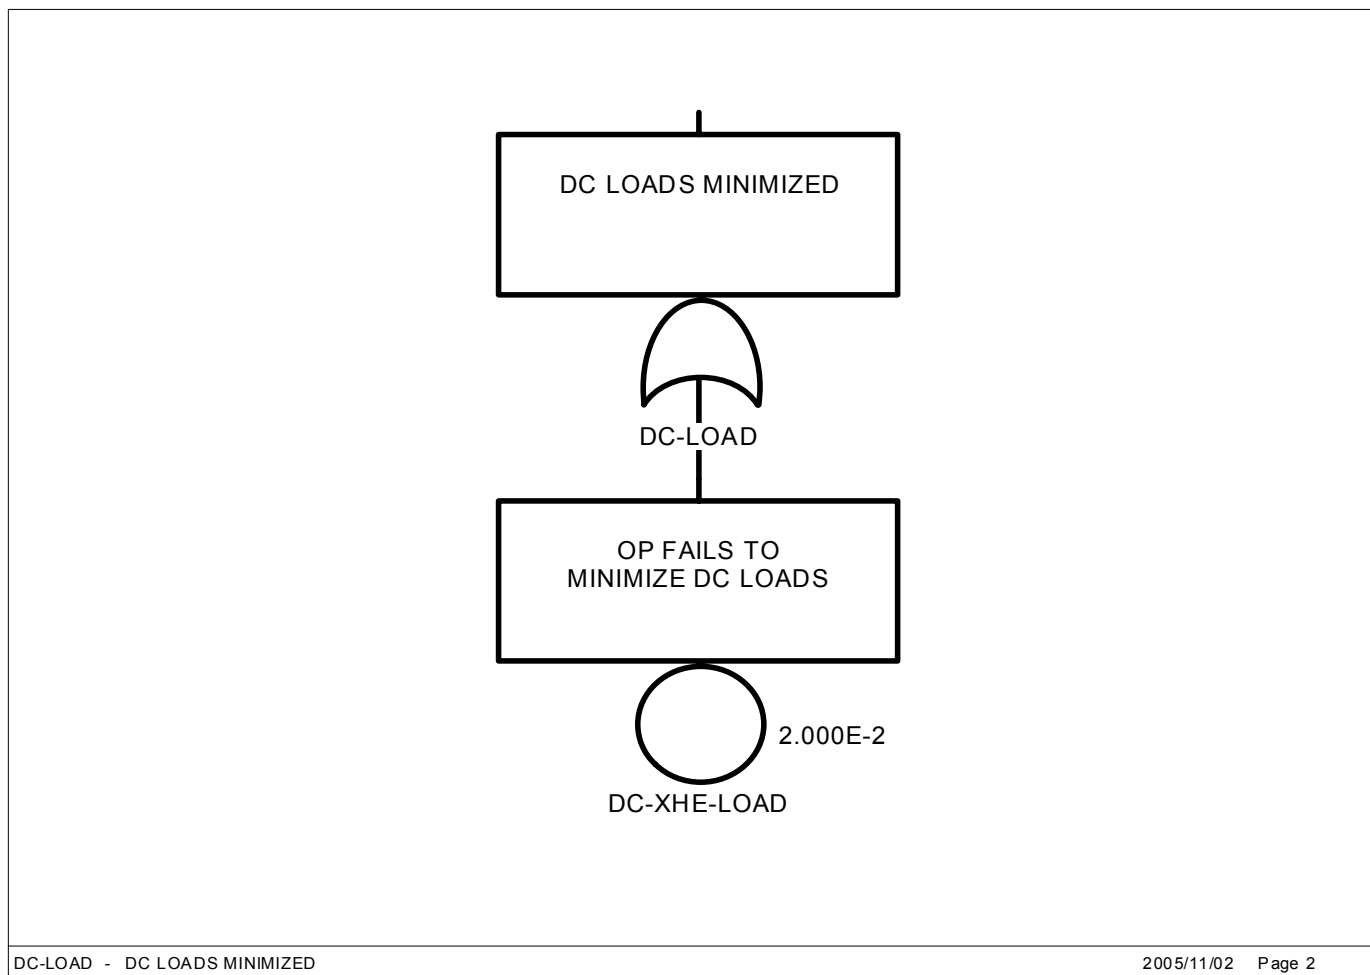 DC LOADS MINIMIZED
DC-LOAD
OP FAILS TO
MINIMIZE DC LOADS
2.000E-2
DC-XHE-LOAD
DC-LOAD - DC LOADS MINIMIZED
2005/11/02 Page 2